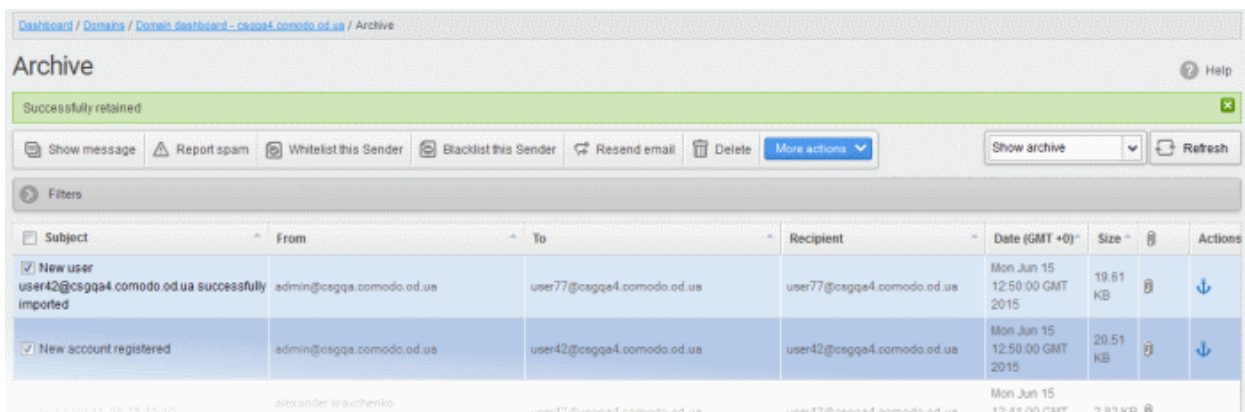 Dashboard / Domains / Domain dashboard - csgqa4.comodo.od.ua / Archive
Archive
Help
Successfully retained
Show message Report spam Whitelist this Sender Blacklist this Sender Resend email Delete More actions Show archive Refresh
Filters
Subject From To Recipient Date (GMT +0) Size Actions
New user
user42@csgqa4.comodo.od.ua successfully
imported
admin@csgqa.comodo.od.ua user77@csgqa4.comodo.od.ua user77@csgqa4.comodo.od.ua
Mon Jun 15
12:50:00 GMT
2015
19.61
KB
New account registered admin@csgqa.comodo.od.ua user42@csgqa4.comodo.od.ua user42@csgqa4.comodo.od.ua
Mon Jun 15
12:50:00 GMT
2015
20.51
KB
alexander kravchenko
Mon Jun 15
12:41:00 GMT